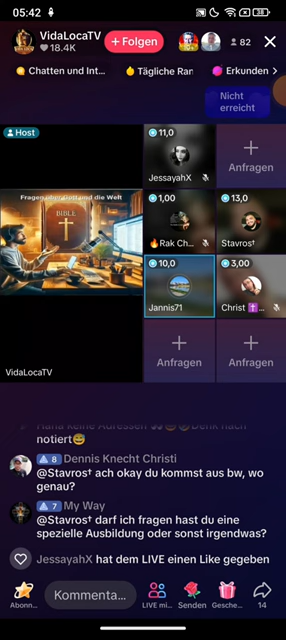 05:42
38
VidaLocaTV
18.4K
+ Folgen
82
Chatten und Int...
Tägliche Ran
Erkunden
Nicht
erreicht
Host
11,0
JessayahX
Anfragen
Fragen über Gott und die Welt
BIBLE
1,00
🔥Rak Ch...
13,0
Stavros†
10,0
Jannis71
3,00
Christ ✝️...
Anfragen
Anfragen
VidaLocaTV
notiert😅
8 Dennis Knecht Christi
@Stavros† ach okay du kommst aus bw, wo
genau?
7 My Way
@Stavros† darf ich fragen hast du eine
spezielle Ausbildung oder sonst irgendwas?
JessayahX hat dem LIVE einen Like gegeben
Abonn...
Kommenta...
LIVE mi...
Senden
Gesche...
14